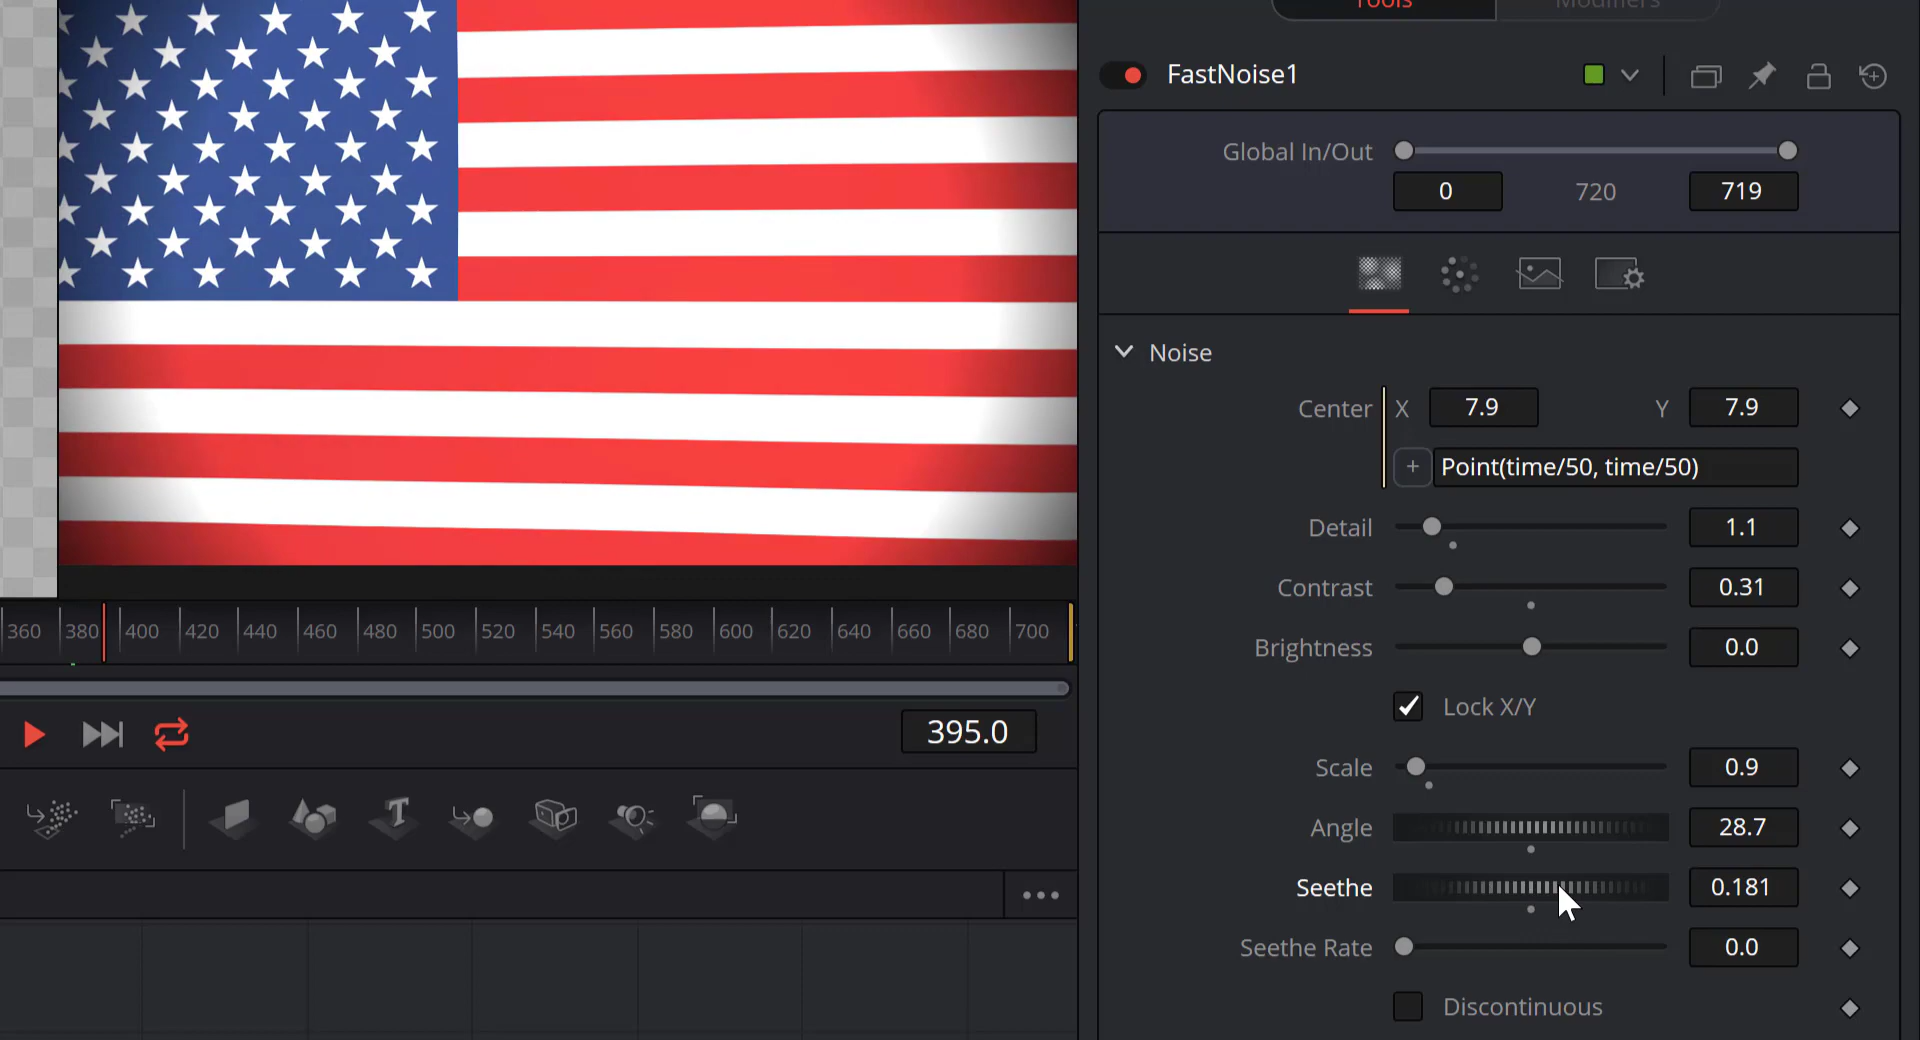 Tools Modifiers
FastNoise1
Global In/Out
0 720 719
Noise
Center X 7.9 Y 7.9
+ Point(time/50, time/50)
Detail 1.1
Contrast 0.31
Brightness 0.0
Lock X/Y
Scale 0.9
Angle 28.7
Seethe 0.181
Seethe Rate 0.0
Discontinuous
360 380 400 420 440 460 480 500 520 540 560 580 600 620 640 660 680 700
395.0